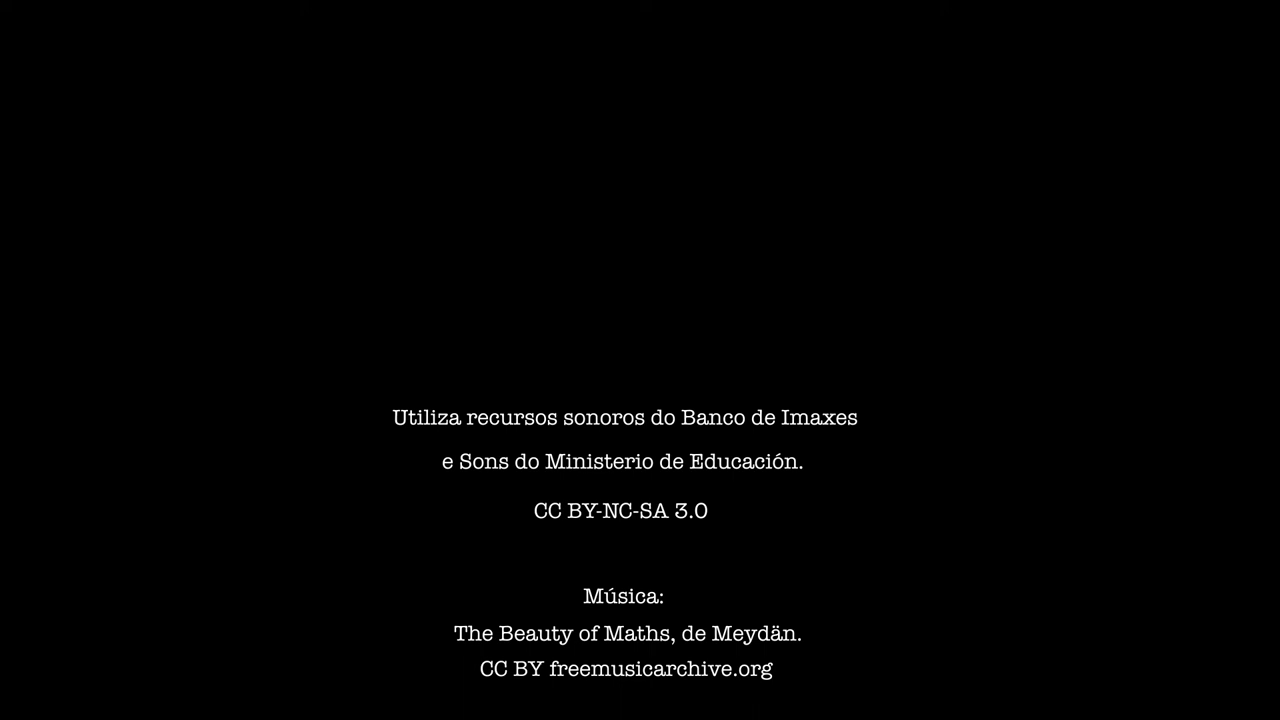 Utiliza recursos sonoros do Banco de Imaxes
e Sons do Ministerio de Educación.
CC BY-NC-SA 3.0
Música:
The Beauty of Maths, de Meydän.
CC BY freemusicarchive.org